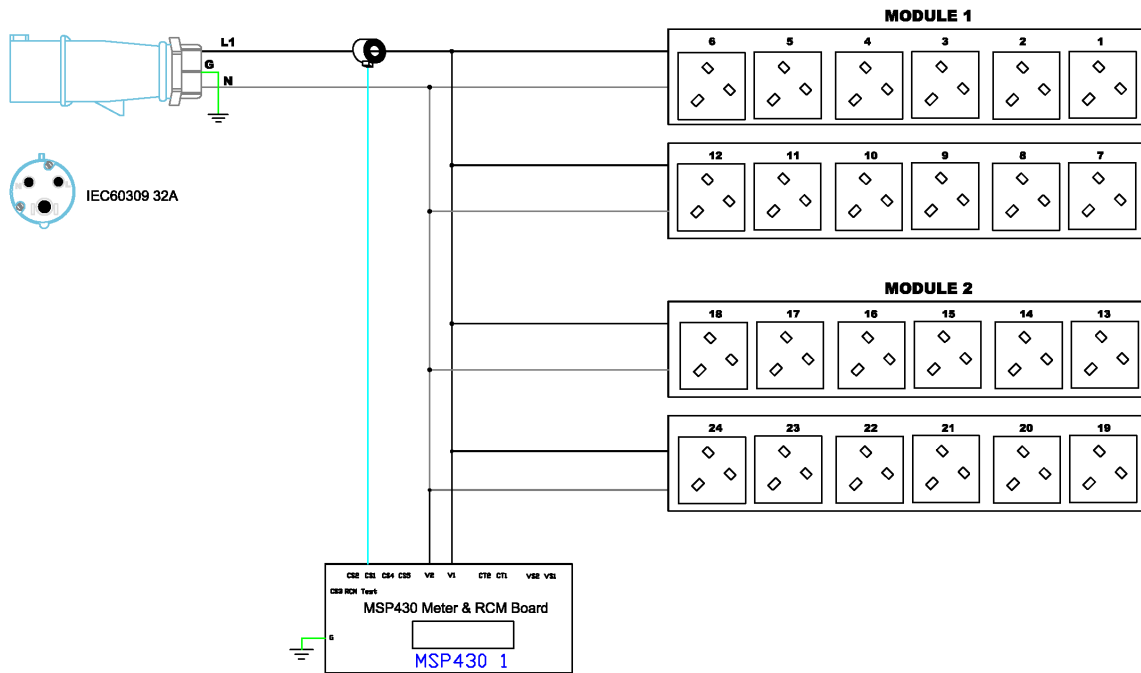 MODULE 1
L1
G
N
6 5 4 3 2 1
12 11 10 9 8 7
IEC60309 32A
MODULE 2
18 17 16 15 14 13
24 23 22 21 20 19
CS2 CS1 CS4 CS5 V2 V1 CT2 CT1 VS2 VS1
CS3 RCM Test
MSP430 Meter & RCM Board
G
MSP430 1